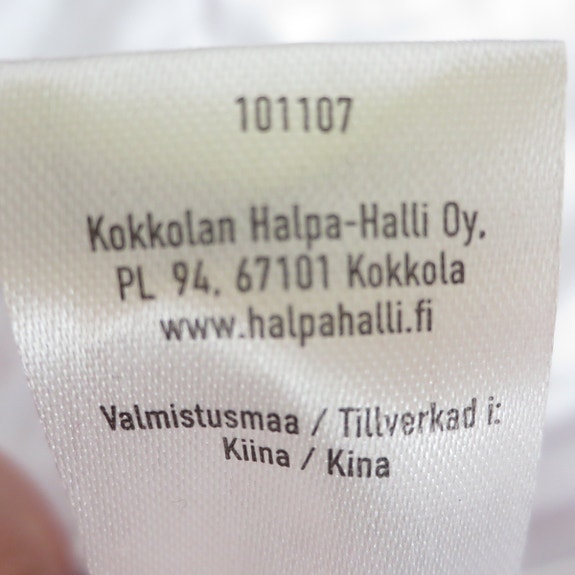 101107
Kokkolan Halpa-Halli Oy.
PL 94. 67101 Kokkola
www.halpahalli.fi
Valmistusmaa / Tillverkad i:
Kiina / Kina